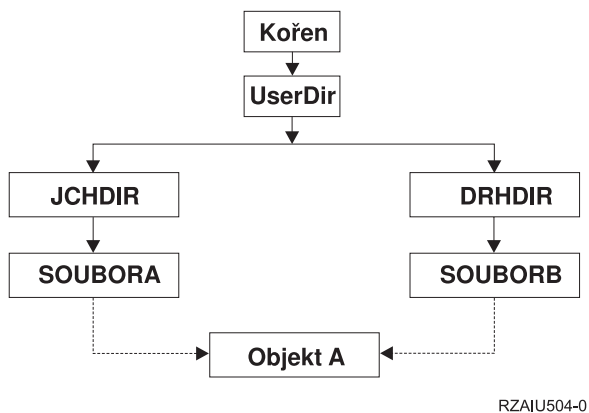 Kořen
UserDir
JCHDIR
DRHDIR
SOUBORA
SOUBORB
Objekt A
RZAIU504-0